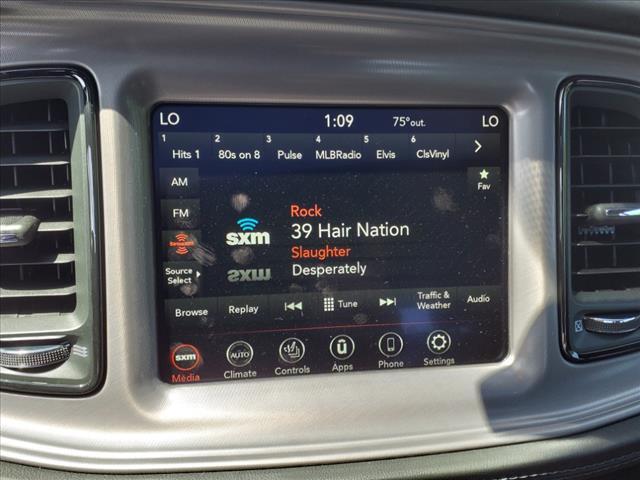 LO 1:09 75°out. LO
1 2 3 4 5 6
Hits 1 80s on 8 Pulse MLBRadio Elvis ClsVinyl
AM
Fav
FM
Rock
39 Hair Nation
sxm
SiriusXM
Slaughter
Desperately
Source
Select
sxm
Browse Replay Tune Traffic & Weather Audio
sxm AUTO
Media Climate Controls Apps Phone Settings